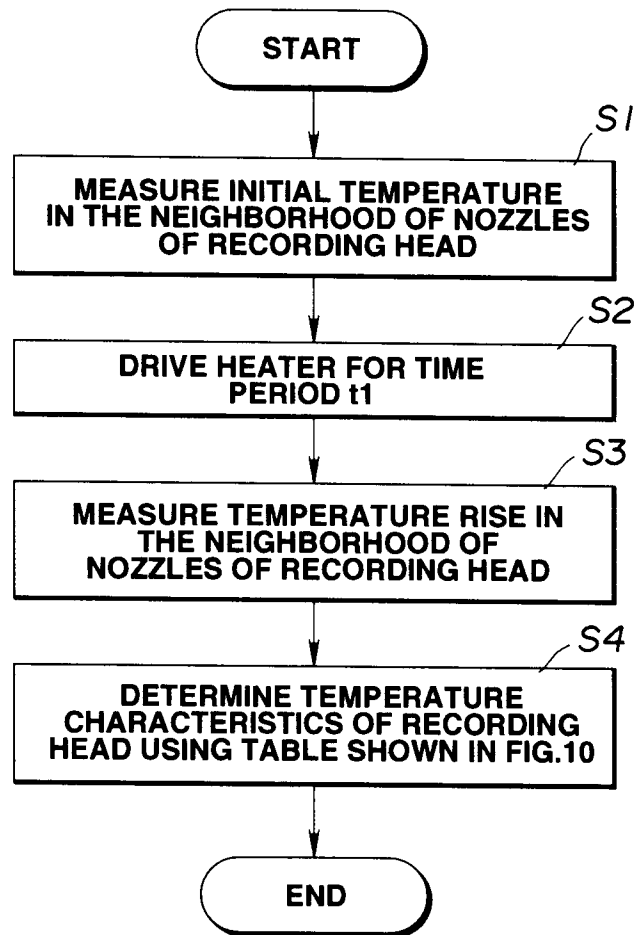 START
S1
MEASURE INITIAL TEMPERATURE
IN THE NEIGHBORHOOD OF NOZZLES
OF RECORDING HEAD
S2
DRIVE HEATER FOR TIME
PERIOD t1
S3
MEASURE TEMPERATURE RISE IN
THE NEIGHBORHOOD OF
NOZZLES OF RECORDING HEAD
S4
DETERMINE TEMPERATURE
CHARACTERISTICS OF RECORDING
HEAD USING TABLE SHOWN IN FIG.10
END